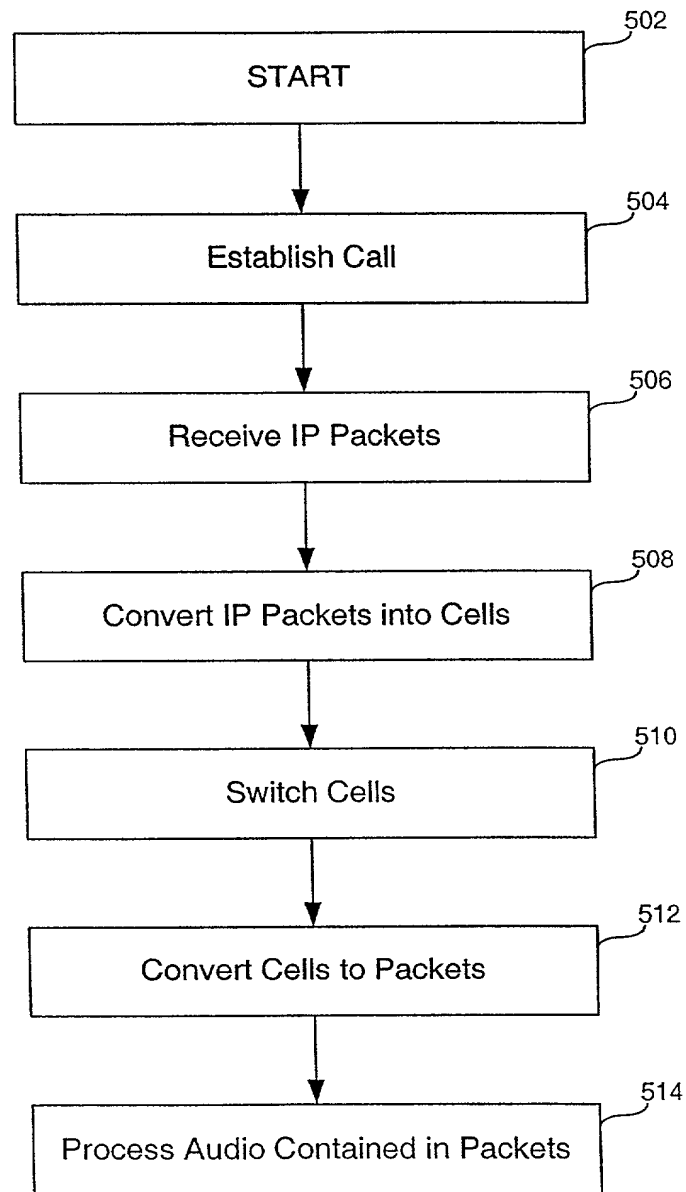 502
START
504
Establish Call
506
Receive IP Packets
508
Convert IP Packets into Cells
510
Switch Cells
512
Convert Cells to Packets
514
Process Audio Contained in Packets